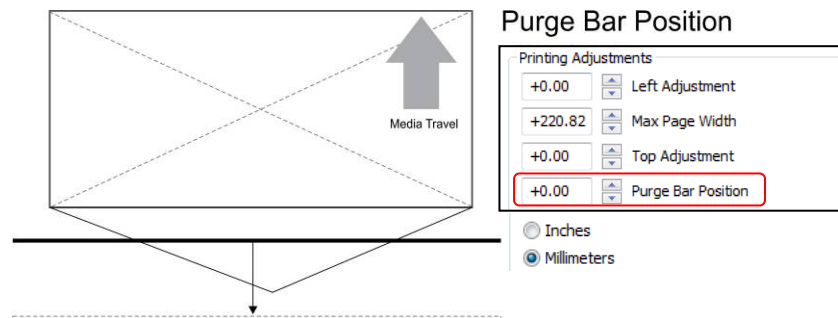 Purge Bar Position
Printing Adjustments
+0.00 Left Adjustment
+220.82 Max Page Width
+0.00 Top Adjustment
+0.00 Purge Bar Position
Inches
Millimeters
Media Travel